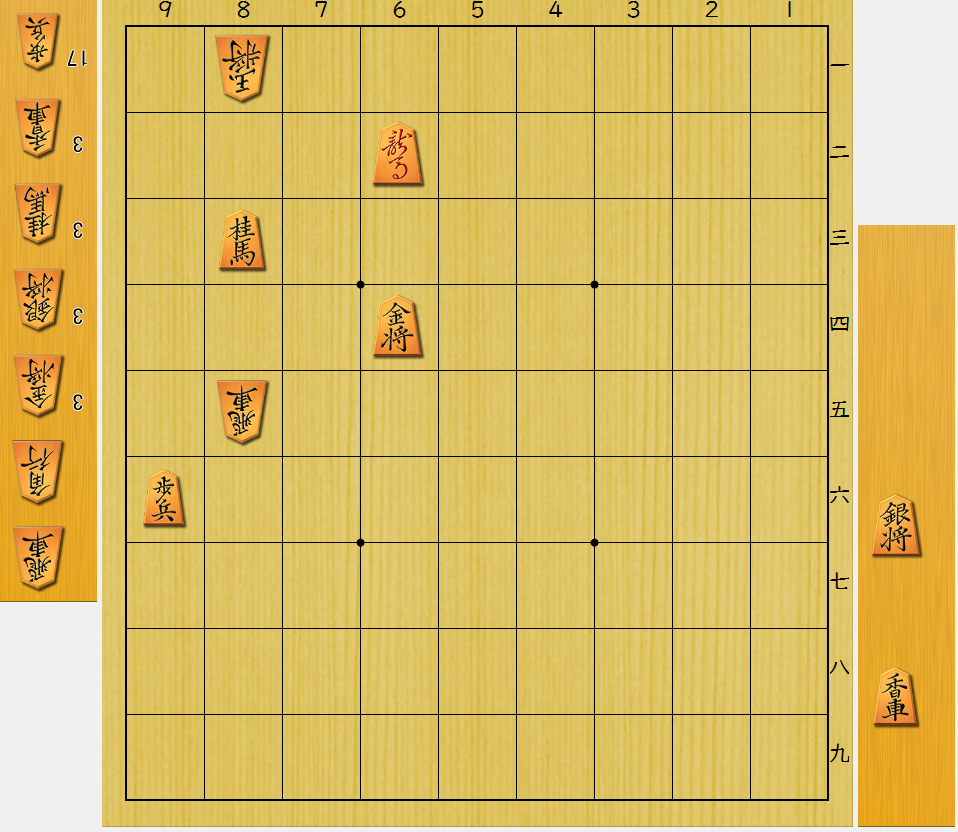 9 8 7 6 5 4 3 2 1
歩兵 17
香車 3
桂馬 3
銀将 3
金将 3
角行
飛車
玉将 一
龍馬 二
桂馬 三
金将 四
飛車 五
歩兵 六
七
八
九
銀将
香車